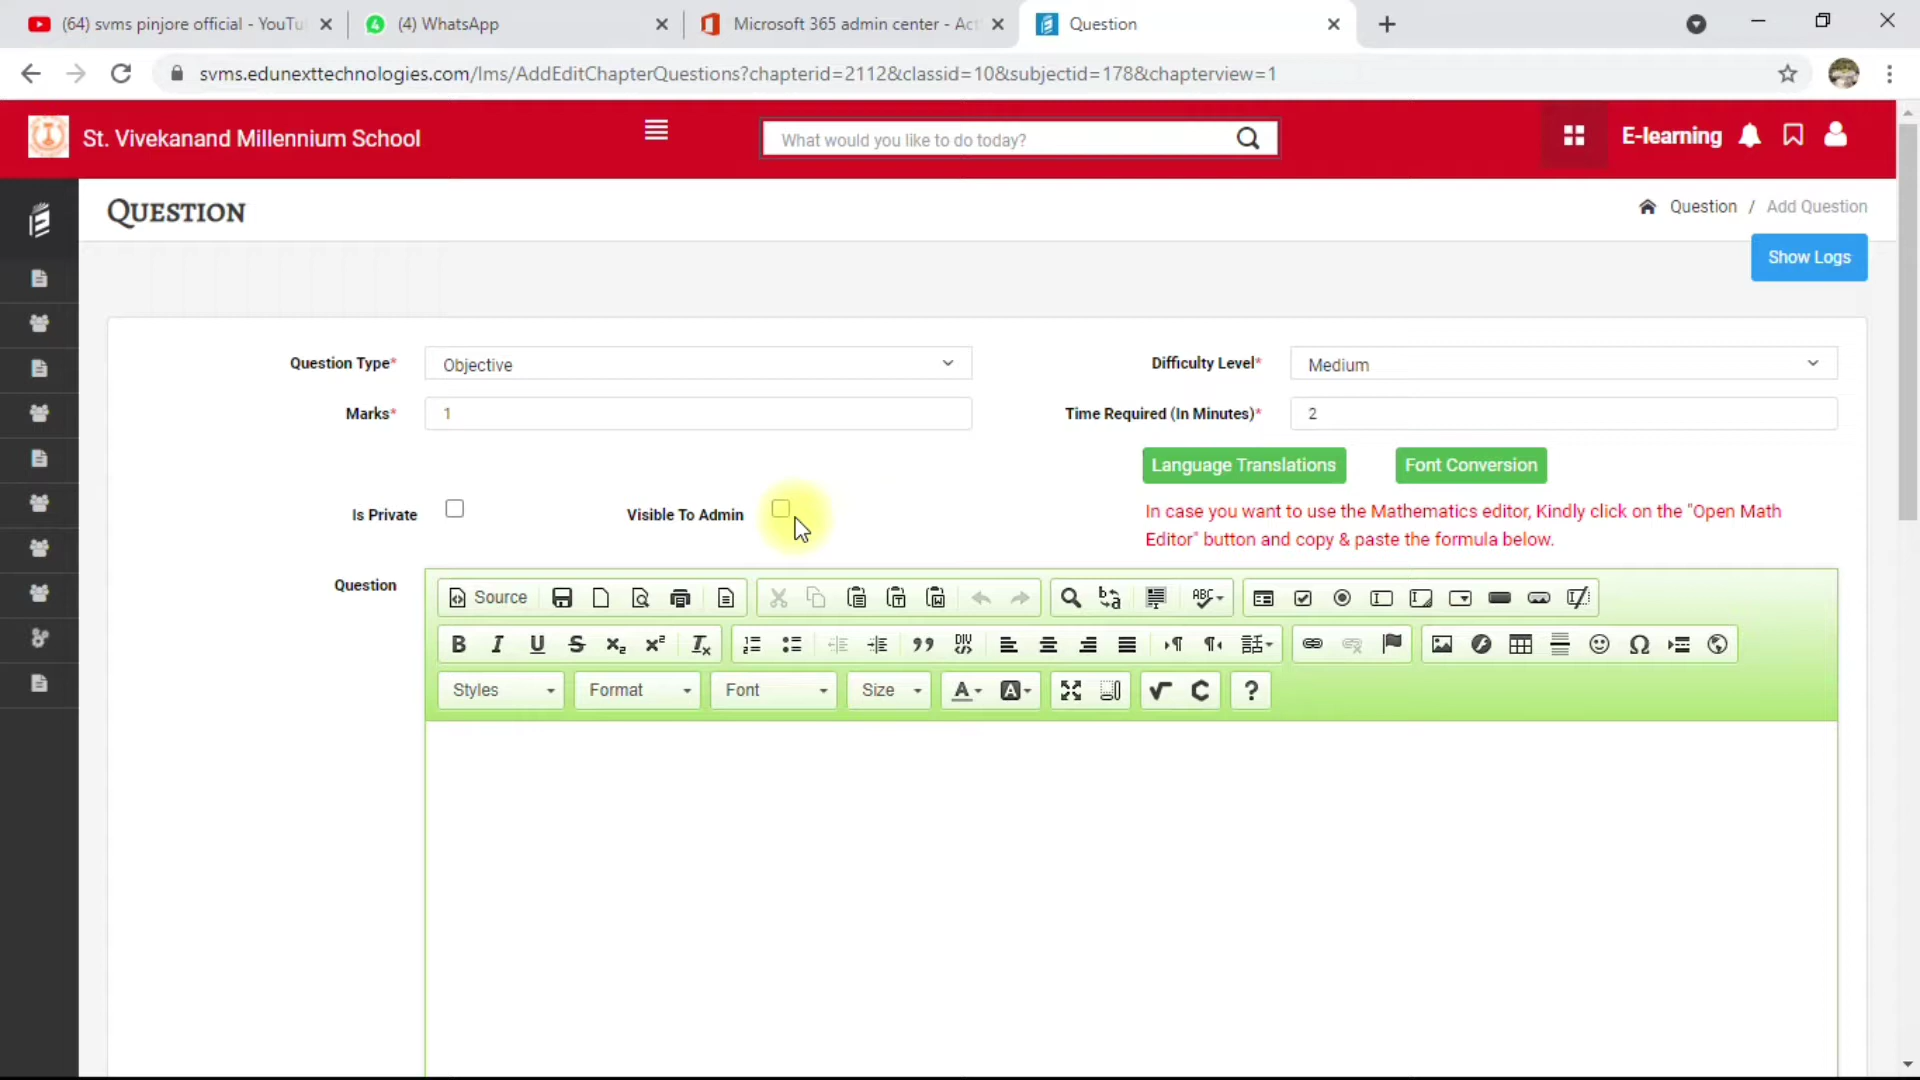 (64) svms pinjore official - YouTu
(4) WhatsApp
Microsoft 365 admin center - Act
Question
svms.edunexttechnologies.com/lms/AddEditChapterQuestions?chapterid=2112&classid=10&subjectid=178&chapterview=1
St. Vivekanand Millennium School
What would you like to do today?
E-learning
QUESTION
Question / Add Question
Show Logs
Question Type*
Objective
Difficulty Level*
Medium
Marks*
1
Time Required (In Minutes)*
2
Language Translations
Font Conversion
Is Private
Visible To Admin
In case you want to use the Mathematics editor, Kindly click on the "Open Math
Editor" button and copy & paste the formula below.
Question
Source
Styles
Format
Font
Size